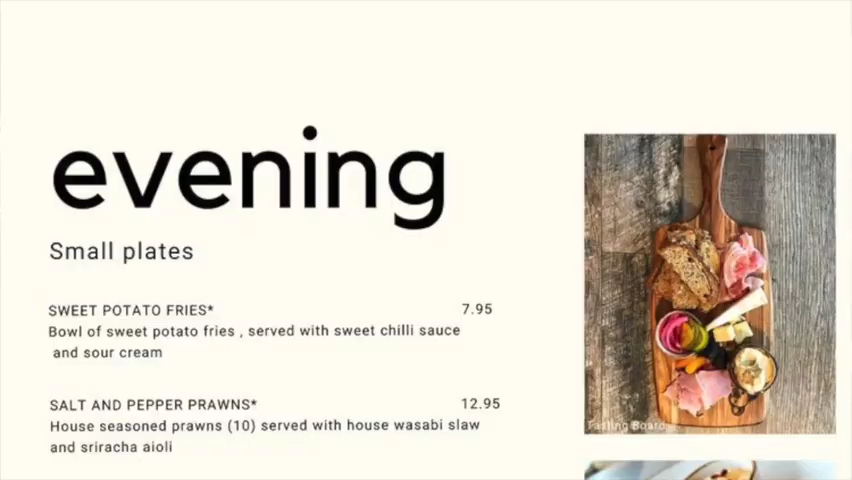 evening
Small plates
SWEET POTATO FRIES* 7.95
Bowl of sweet potato fries , served with sweet chilli sauce
and sour cream
SALT AND PEPPER PRAWNS* 12.95
House seasoned prawns (10) served with house wasabi slaw
and sriracha aioli
Tasting Board